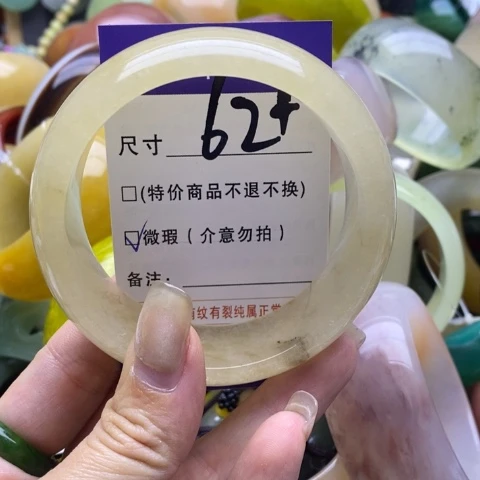 尺寸 62+
□(特价商品不退不换)
☑微瑕(介意勿拍)
备注:
有纹有裂纯属正常